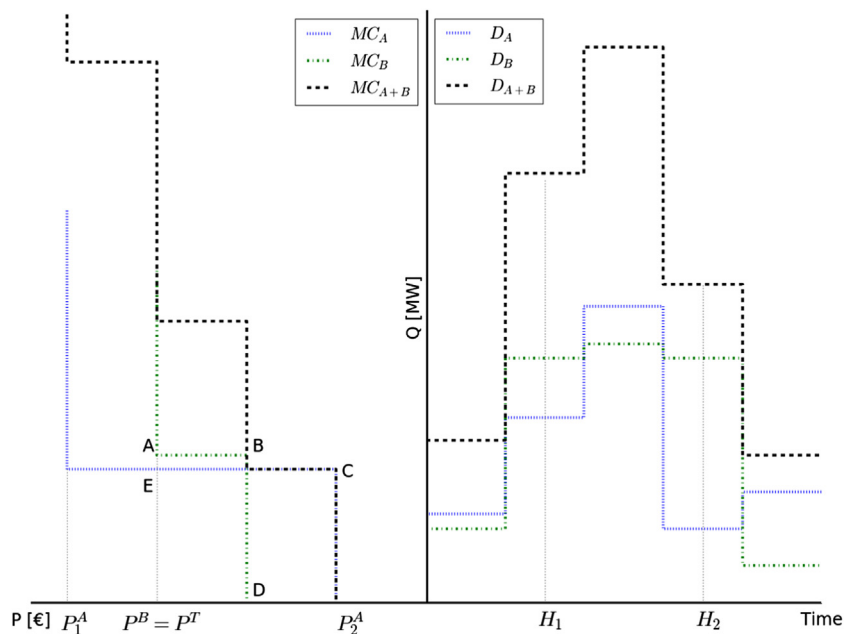 MC_A
MC_B
MC_{A+B}
D_A
D_B
D_{A+B}
Q [MW]
A
B
E
C
D
P [€] P_1^A P^B = P^T P_2^A H_1 H_2 Time